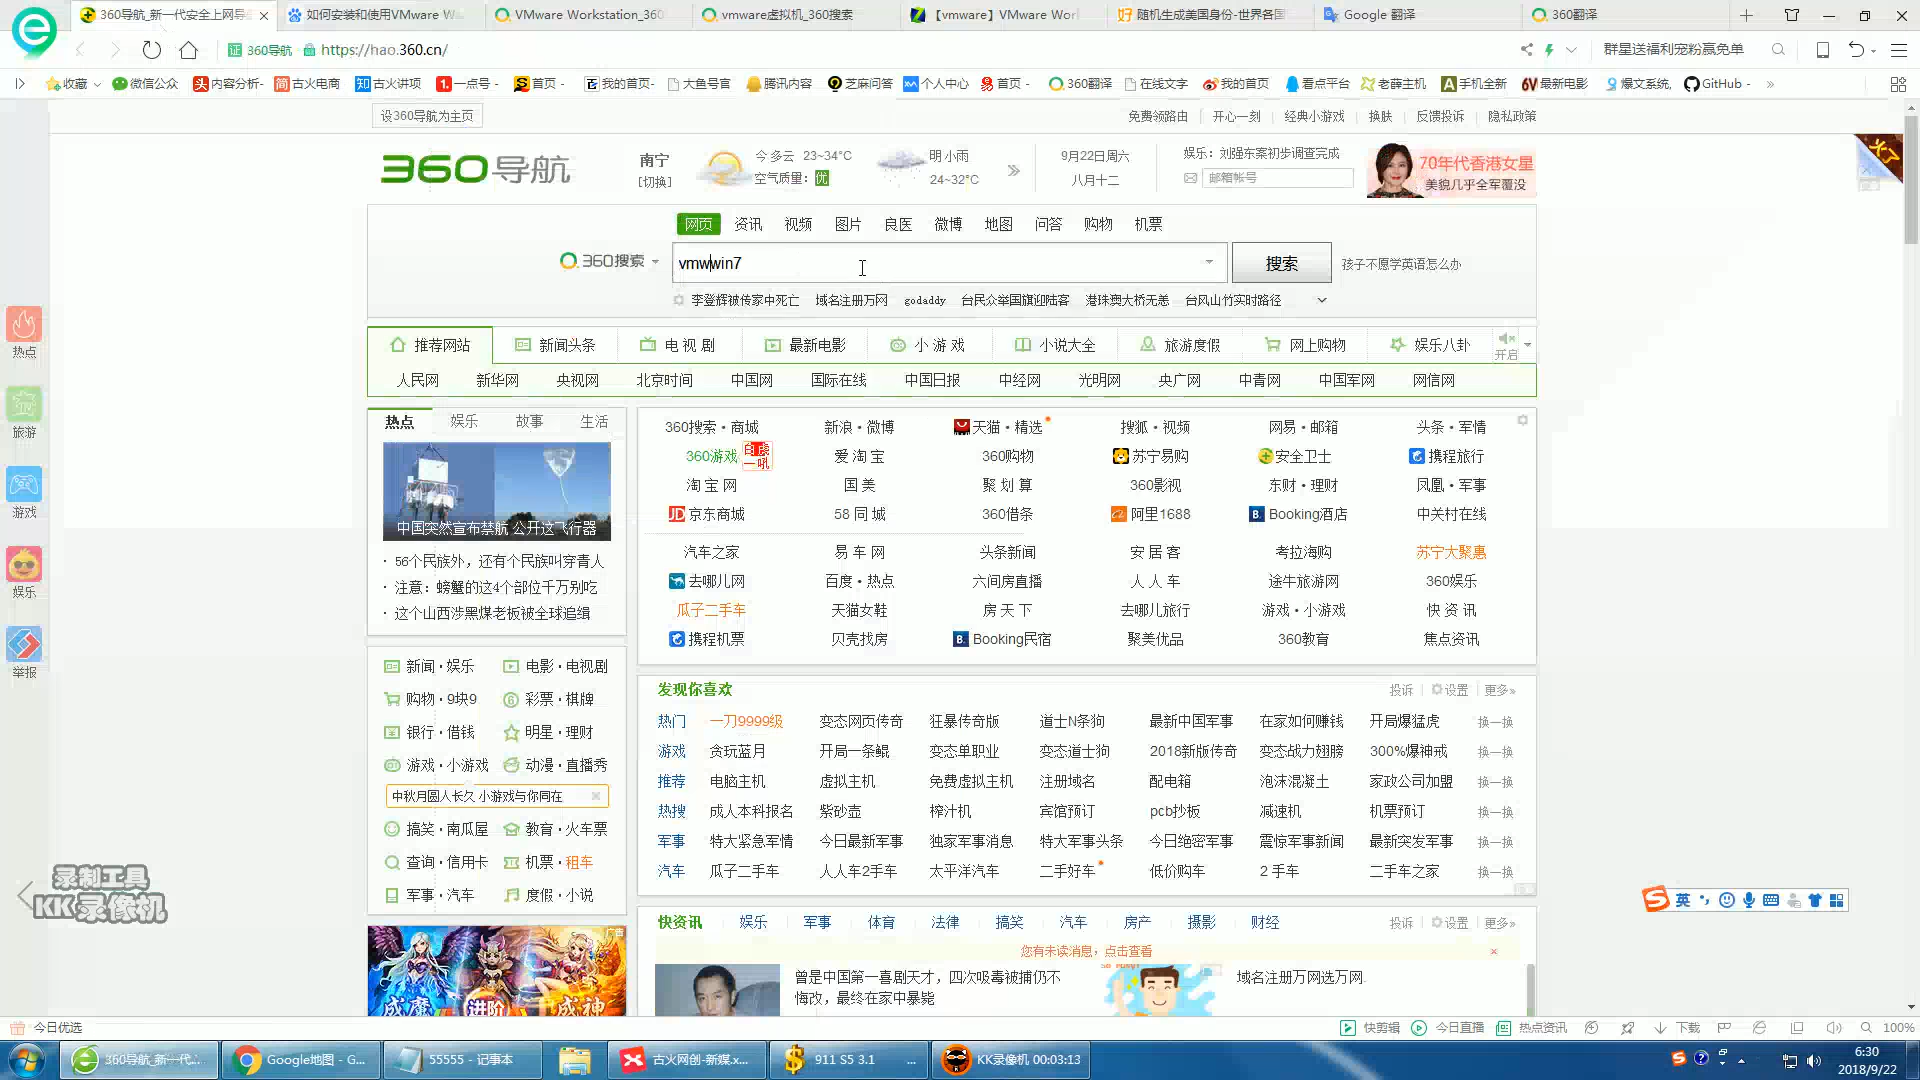 360导航_新一代安全上网导
如何安装和使用VMware W
VMware Workstation_360
vmware虚拟机_360搜索
【vmware】VMware Wor
随机生成美国身份-世界各国
Google 翻译
360翻译
证 360导航 https://hao.360.cn/
群星送福利宠粉赢免单
收藏 微信公众 内容分析- 古火电商 古火讲项 一点号 - 首页 - 我的首页- 大鱼号官 腾讯内容 芝麻问答 个人中心 首页 - 360翻译 在线文字 我的首页 看点平台 老薛主机 手机全新 最新电影 爆文系统, GitHub - »
设360导航为主页
免费领路由 开心一刻 经典小游戏 换肤 反馈投诉 隐私政策
360导航
南宁
[切换]
今 多云 23~34°C
空气质量: 优
明 小雨
24~32°C
9月22日周六
八月十二
娱乐: 刘强东案初步调查完成
邮箱帐号
70年代香港女星
美貌几乎全军覆没
火了
网页 资讯 视频 图片 良医 微博 地图 问答 购物 机票
360搜索 vmwwin7 搜索 孩子不愿学英语怎么办
李登辉被传家中死亡 域名注册万网 godaddy 台民众举国旗迎陆客 港珠澳大桥无恙 台风山竹实时路径
推荐网站 新闻头条 电 视 剧 最新电影 小 游 戏 小说大全 旅游度假 网上购物 娱乐八卦 开启
人民网 新华网 央视网 北京时间 中国网 国际在线 中国日报 中经网 光明网 央广网 中青网 中国军网 网信网
热点
旅游
游戏
娱乐
举报
热点 娱乐 故事 生活
中国突然宣布禁航 公开这飞行器
· 56个民族外，还有个民族叫穿青人
· 注意：螃蟹的这4个部位千万别吃
· 这个山西涉黑煤老板被全球追缉
360搜索 • 商城 新浪 • 微博 天猫 • 精选 搜狐 • 视频 网易 • 邮箱 头条 • 军情
360游戏 爱 淘 宝 360购物 苏宁易购 安全卫士 携程旅行
淘 宝 网 国 美 聚 划 算 360影视 东财 • 理财 凤凰 • 军事
JD 京东商城 58 同 城 360借条 阿里1688 B. Booking酒店 中关村在线
汽车之家 易 车 网 头条新闻 安 居 客 考拉海购 苏宁大聚惠
去哪儿网 百度 • 热点 六间房直播 人 人 车 途牛旅游网 360娱乐
瓜子二手车 天猫女鞋 房 天 下 去哪儿旅行 游戏 • 小游戏 快 资 讯
携程机票 贝壳找房 B. Booking民宿 聚美优品 360教育 焦点资讯
新闻 · 娱乐 电影 · 电视剧
购物 · 9块9 彩票 · 棋牌
银行 · 借钱 明星 · 理财
游戏 · 小游戏 动漫 · 直播秀
中秋月圆人长久 小游戏与你同在
搞笑 · 南瓜屋 教育 · 火车票
查询 · 信用卡 机票 · 租车
军事 · 汽车 度假 · 小说
广告
成魔 进阶 成神
发现你喜欢 投诉 设置 更多»
热门 一刀9999级 变态网页传奇 狂暴传奇版 道士N条狗 最新中国军事 在家如何赚钱 开局爆猛虎 换一换
游戏 贪玩蓝月 开局一条鲲 变态单职业 变态道士狗 2018新版传奇 变态战力翅膀 300%爆神戒 换一换
推荐 电脑主机 虚拟主机 免费虚拟主机 注册域名 配电箱 泡沫混凝土 家政公司加盟 换一换
热搜 成人本科报名 紫砂壶 榨汁机 宾馆预订 pcb抄板 减速机 机票预订 换一换
军事 特大紧急军情 今日最新军事 独家军事消息 特大军事头条 今日绝密军事 震惊军事新闻 最新突发军事 换一换
汽车 瓜子二手车 人人车2手车 太平洋汽车 二手好车 低价购车 2 手车 二手车之家 换一换
快资讯 娱乐 军事 体育 法律 搞笑 汽车 房产 摄影 财经 投诉 设置 更多»
您有未读消息，点击查看
曾是中国第一喜剧天才，四次吸毒被捕仍不
悔改，最终在家中暴毙
域名注册万网选万网.
录制工具
KK录像机
英
今日优选
快剪辑 今日直播 热点资讯 下载 100%
360导航_新一代...
Google地图 - G...
55555 - 记事本
古火网创-新媒.x...
911 S5 3.1 ...
KK录像机 00:03:13
6:30
2018/9/22